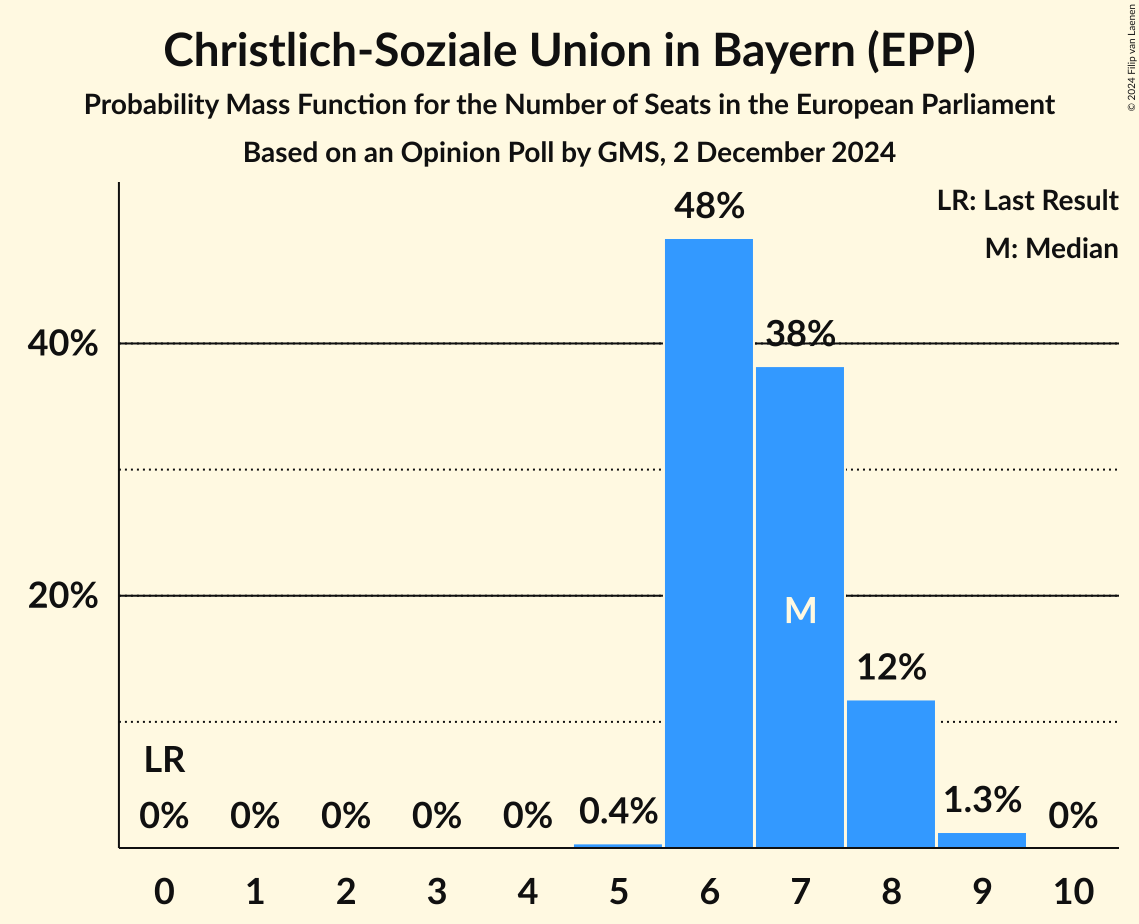 Christlich-Soziale Union in Bayern (EPP)
Probability Mass Function for the Number of Seats in the European Parliament
Based on an Opinion Poll by GMS, 2 December 2024
© 2024 Filip van Laenen
LR: Last Result
M: Median
48%
38%
40%
20%
M
12%
LR
0% 0% 0% 0% 0% 0.4% 1.3% 0%
0 1 2 3 4 5 6 7 8 9 10